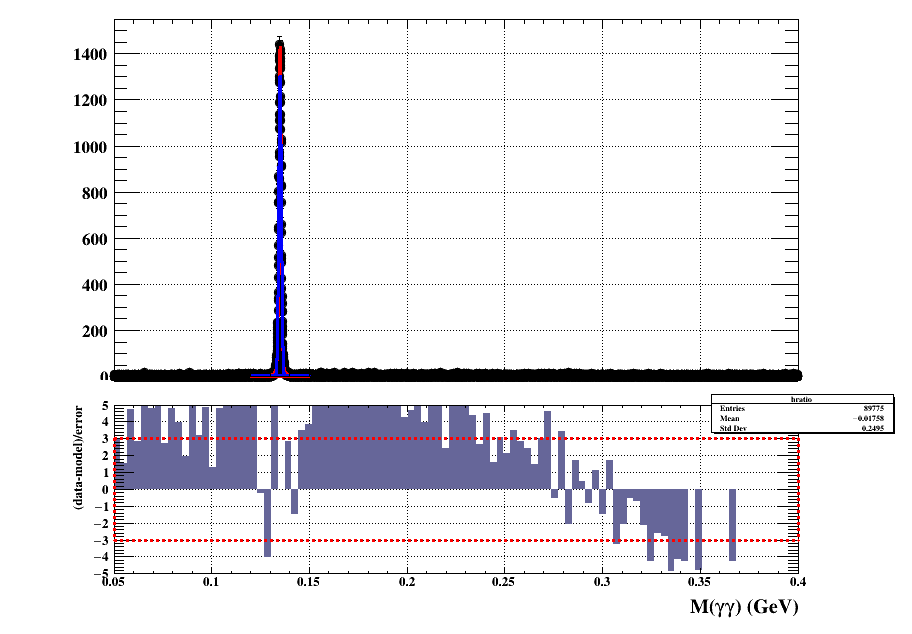 1400
1200
1000
800
600
400
200
0
hratio
Entries 89775
Mean −0.01758
Std Dev 0.2495
(data-model)/error
5
4
3
2
1
0
−1
−2
−3
−4
−5
0.05 0.1 0.15 0.2 0.25 0.3 0.35 0.4
M(γγ) (GeV)